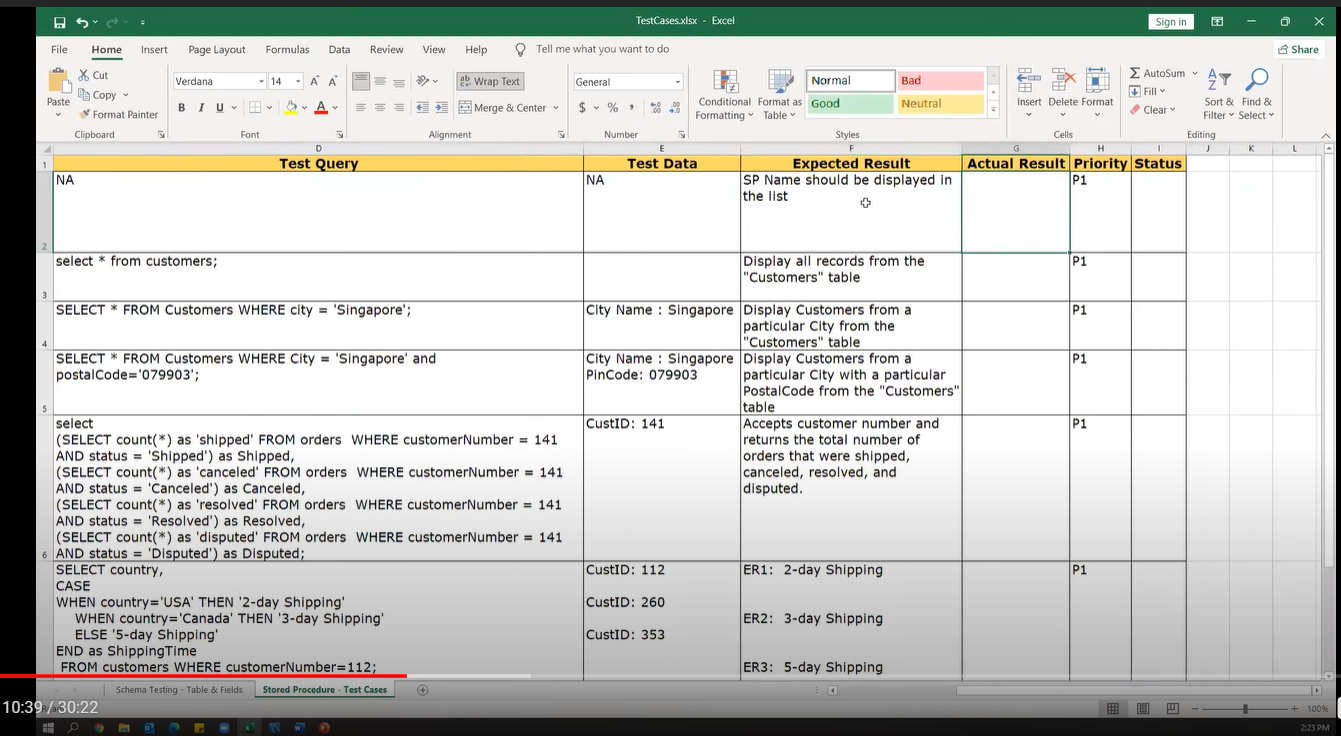 TestCases.xlsx - Excel
Sign in
File Home Insert Page Layout Formulas Data Review View Help Tell me what you want to do
Share
Paste
Cut
Copy
Format Painter
Clipboard
Verdana 14 A A
B I U A
Font
ab Wrap Text
Merge & Center
Alignment
General
$ % ,
Number
Conditional Formatting
Format as Table
Normal Bad
Good Neutral
Styles
Insert Delete Format
Cells
AutoSum
Fill
Clear
Sort & Filter
Find & Select
Editing
D E F G H I J K L
1 Test Query Test Data Expected Result Actual Result Priority Status
2
NA
NA
SP Name should be displayed in
the list
P1
3
select * from customers;
Display all records from the
"Customers" table
P1
4
SELECT * FROM Customers WHERE city = 'Singapore';
City Name : Singapore
Display Customers from a
particular City from the
"Customers" table
P1
5
SELECT * FROM Customers WHERE City = 'Singapore' and
postalCode='079903';
City Name : Singapore
PinCode: 079903
Display Customers from a
particular City with a particular
PostalCode from the "Customers"
table
P1
6
select
(SELECT count(*) as 'shipped' FROM orders  WHERE customerNumber = 141
AND status = 'Shipped') as Shipped,
(SELECT count(*) as 'canceled' FROM orders  WHERE customerNumber = 141
AND status = 'Canceled') as Canceled,
(SELECT count(*) as 'resolved' FROM orders  WHERE customerNumber = 141
AND status = 'Resolved') as Resolved,
(SELECT count(*) as 'disputed' FROM orders  WHERE customerNumber = 141
AND status = 'Disputed') as Disputed;
CustID: 141
Accepts customer number and
returns the total number of
orders that were shipped,
canceled, resolved, and
disputed.
P1
SELECT country,
CASE
WHEN country='USA' THEN '2-day Shipping'
WHEN country='Canada' THEN '3-day Shipping'
ELSE '5-day Shipping'
END as ShippingTime
FROM customers WHERE customerNumber=112;
CustID: 112
CustID: 260
CustID: 353
ER1:  2-day Shipping
ER2:  3-day Shipping
ER3:  5-day Shipping
P1
Schema Testing - Table & Fields
Stored Procedure - Test Cases
10:39 / 30:22
100%
2:23 PM